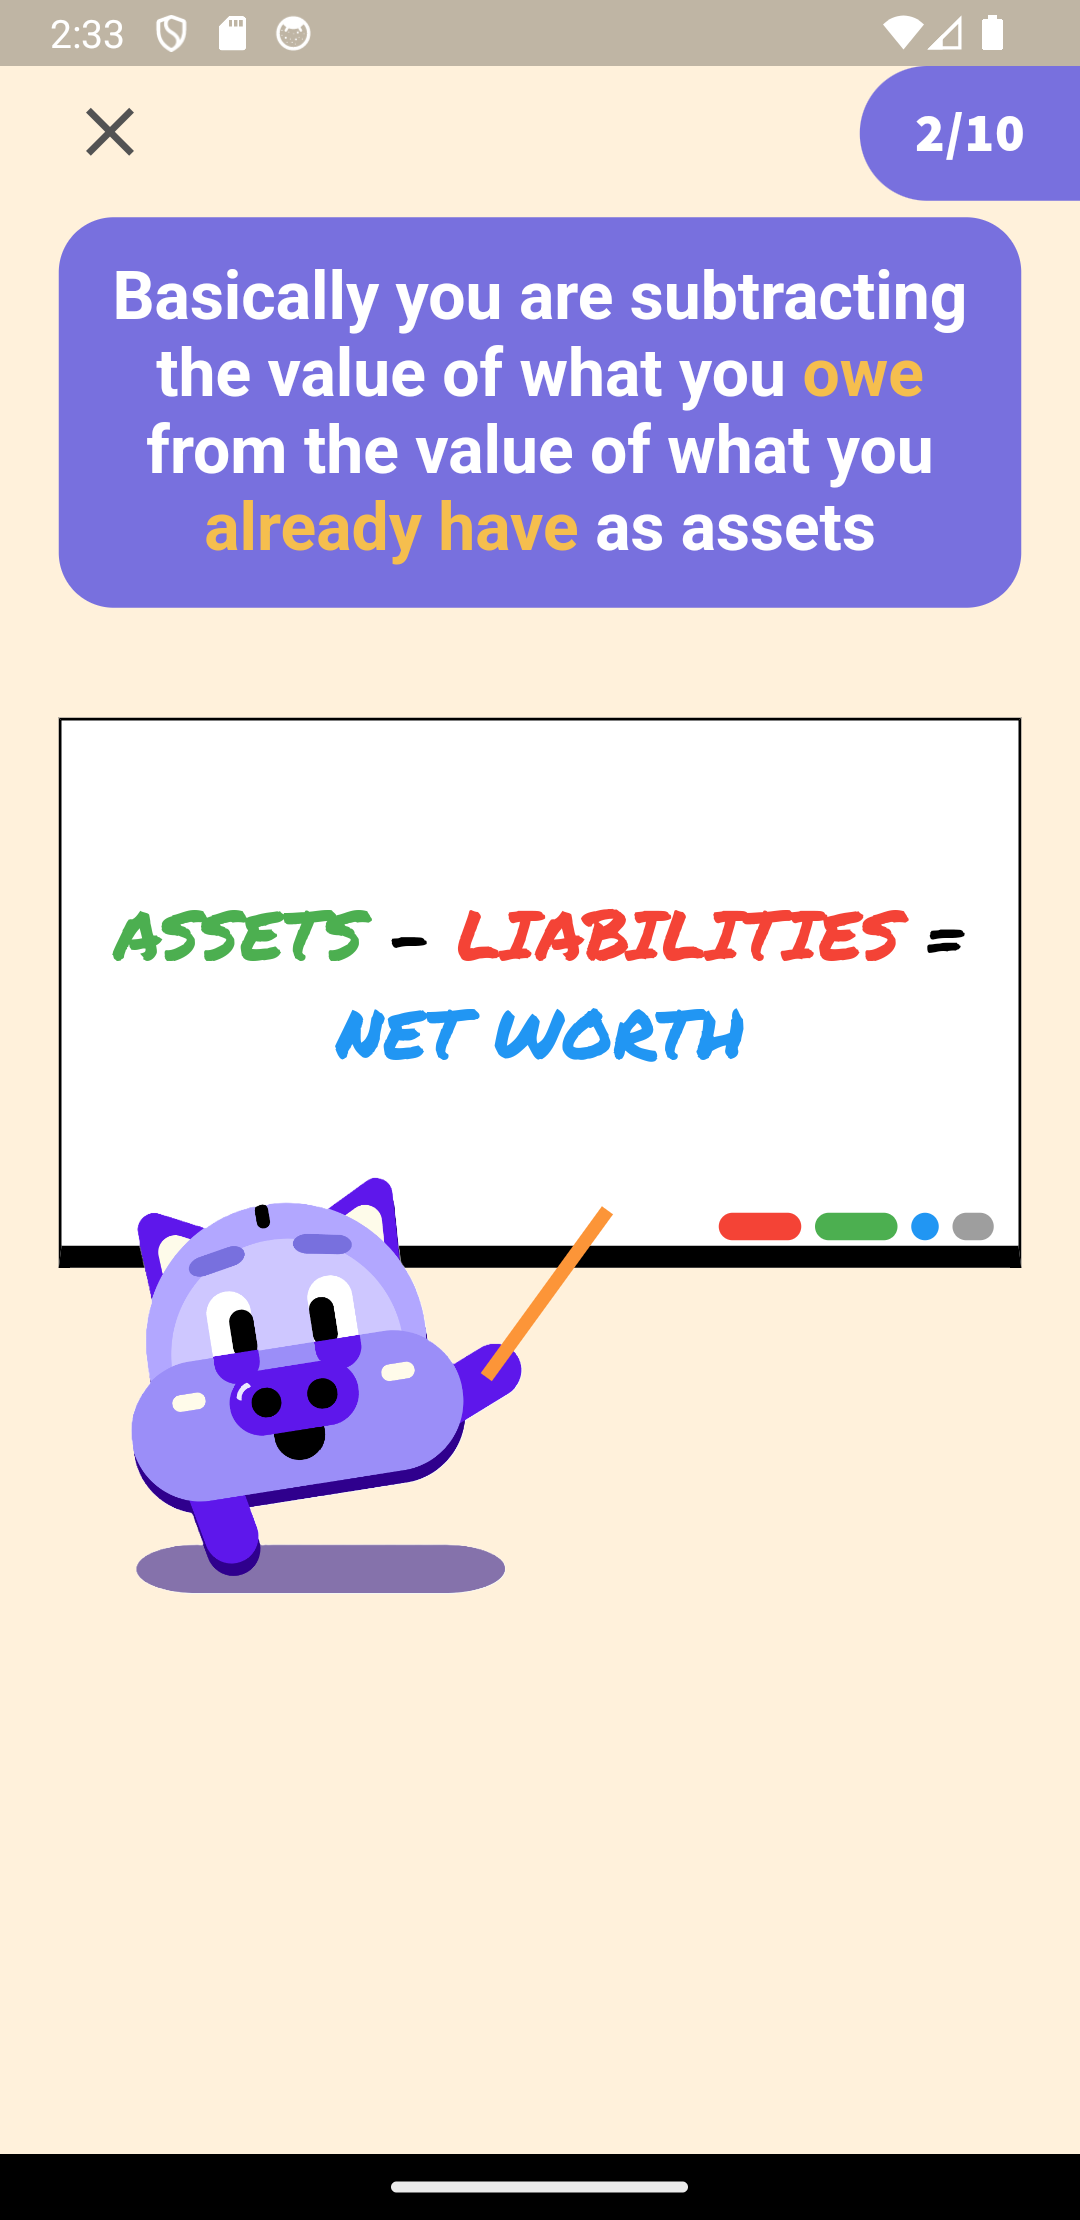 2:33
2/10
Basically you are subtracting
the value of what you owe
from the value of what you
already have as assets
ASSETS - LIABILITIES =
NET WORTH